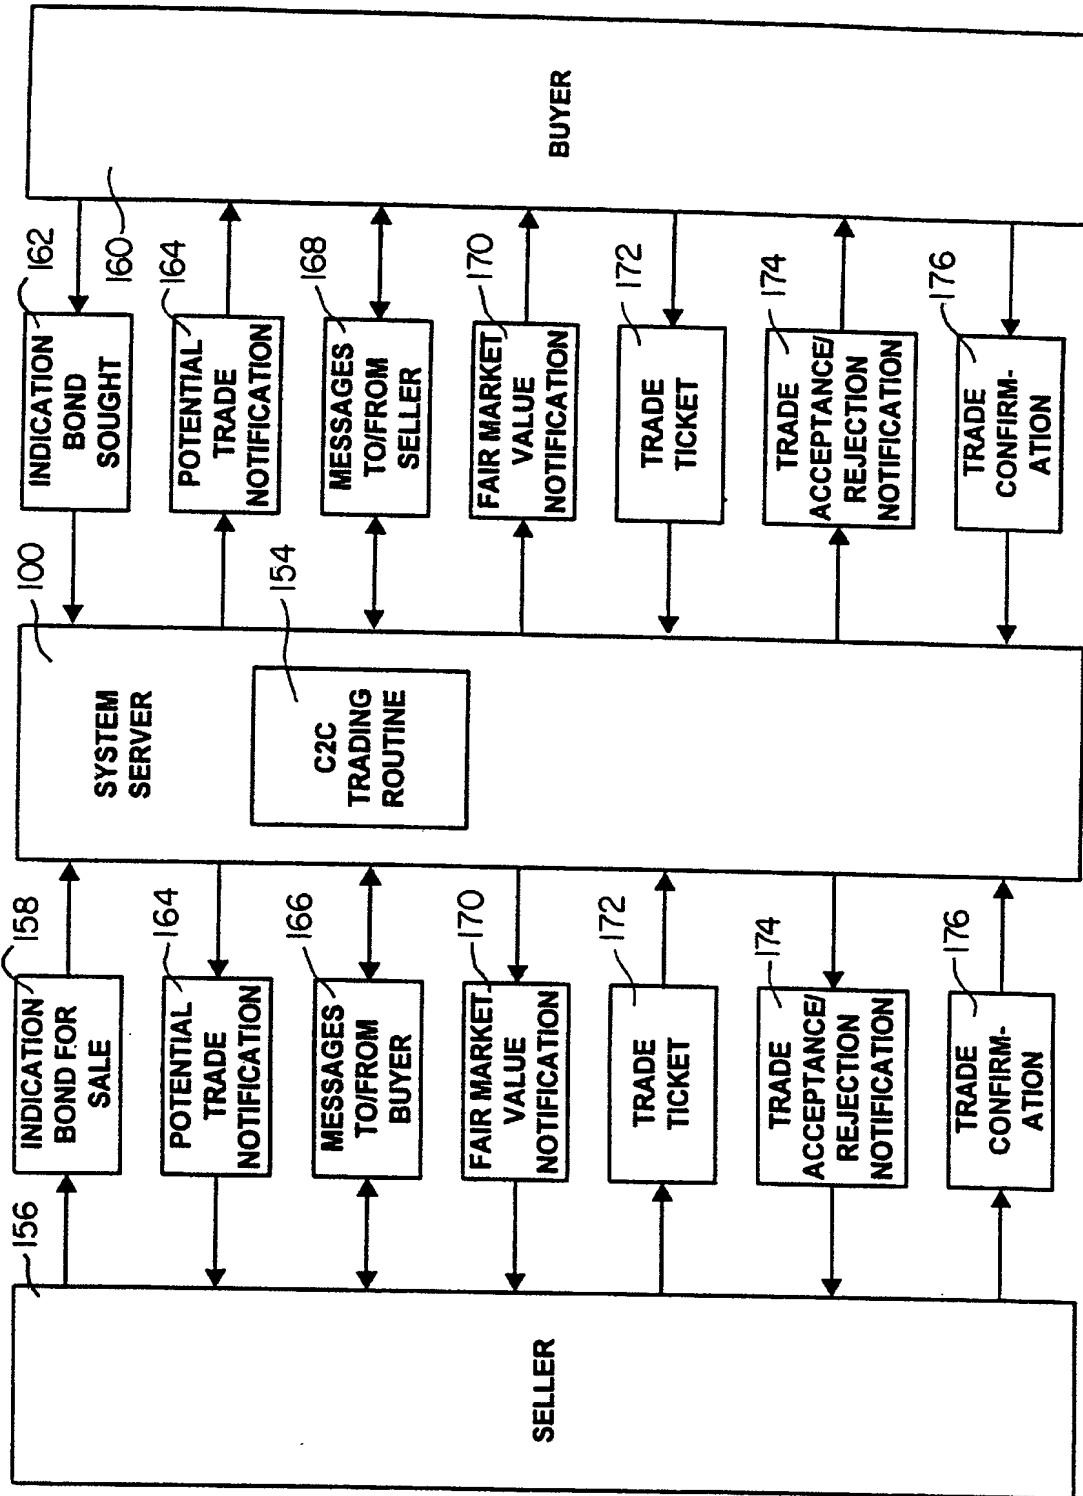 156
SELLER
158
INDICATION
BOND FOR
SALE
164
POTENTIAL
TRADE
NOTIFICATION
166
MESSAGES
TO/FROM
BUYER
170
FAIR MARKET
VALUE
NOTIFICATION
172
TRADE
TICKET
174
TRADE
ACCEPTANCE/
REJECTION
NOTIFICATION
176
TRADE
CONFIRM-
ATION
100
SYSTEM
SERVER
154
C2C
TRADING
ROUTINE
162
INDICATION
BOND
SOUGHT
164
POTENTIAL
TRADE
NOTIFICATION
168
MESSAGES
TO/FROM
SELLER
170
FAIR MARKET
VALUE
NOTIFICATION
172
TRADE
TICKET
174
TRADE
ACCEPTANCE/
REJECTION
NOTIFICATION
176
TRADE
CONFIRM-
ATION
160
BUYER